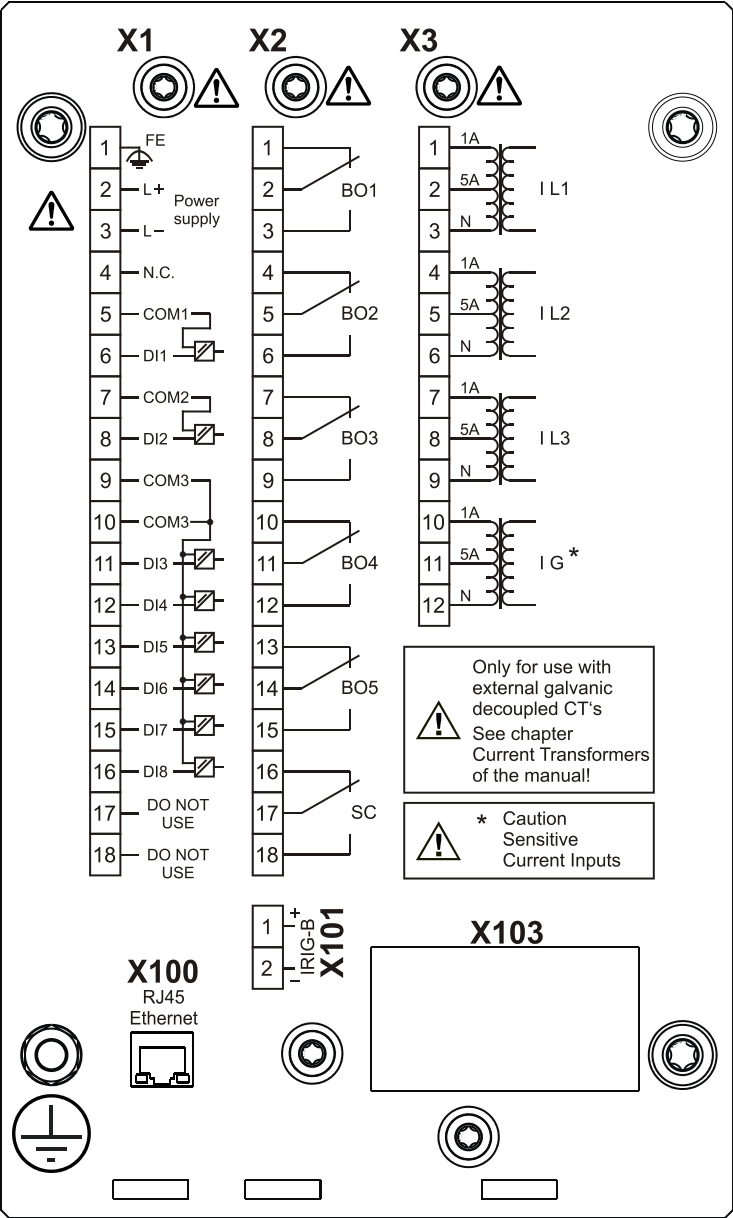 X1 X2 X3
1 FE
2 L+
Power
supply
3 L–
4 N.C.
5 COM1
6 DI1
7 COM2
8 DI2
9 COM3
10 COM3
11 DI3
12 DI4
13 DI5
14 DI6
15 DI7
16 DI8
17 DO NOT
USE
18 DO NOT
USE
1
2 BO1
3
4
5 BO2
6
7
8 BO3
9
10
11 BO4
12
13
14 BO5
15
16
17 SC
18
1 1A
2 5A I L1
3 N
4 1A
5 5A I L2
6 N
7 1A
8 5A I L3
9 N
10 1A
11 5A I G*
12 N
Only for use with
external galvanic
decoupled CT‘s
See chapter
Current Transformers
of the manual!
* Caution
Sensitive
Current Inputs
1 +
2 –
IRIG-B
X101
X103
X100
RJ45
Ethernet